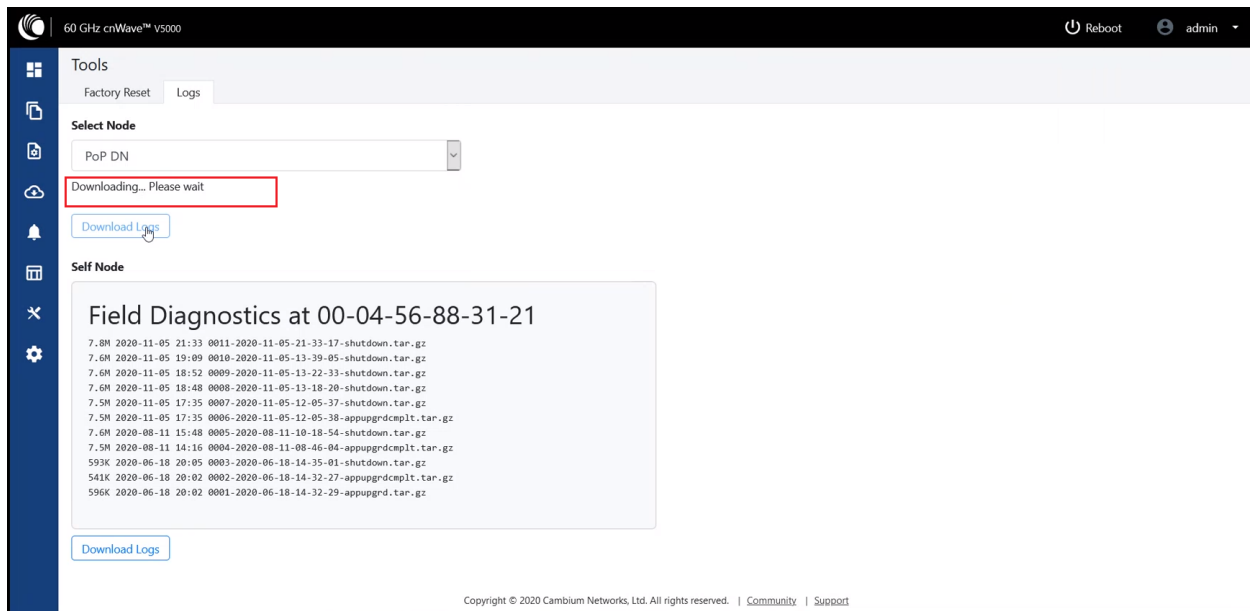 60 GHz cnWave™ V5000
Reboot
admin
Tools
Factory Reset
Logs
Select Node
PoP DN
Downloading... Please wait
Download Logs
Self Node
Field Diagnostics at 00-04-56-88-31-21
7.8M 2020-11-05 21:33 0011-2020-11-05-21-33-17-shutdown.tar.gz
7.6M 2020-11-05 19:09 0010-2020-11-05-13-39-05-shutdown.tar.gz
7.6M 2020-11-05 18:52 0009-2020-11-05-13-22-33-shutdown.tar.gz
7.6M 2020-11-05 18:48 0008-2020-11-05-13-18-20-shutdown.tar.gz
7.5M 2020-11-05 17:35 0007-2020-11-05-12-05-37-shutdown.tar.gz
7.5M 2020-11-05 17:35 0006-2020-11-05-12-05-38-appupgrdcmplt.tar.gz
7.6M 2020-08-11 15:48 0005-2020-08-11-10-18-54-shutdown.tar.gz
7.5M 2020-08-11 14:16 0004-2020-08-11-08-46-04-appupgrdcmplt.tar.gz
593K 2020-06-18 20:05 0003-2020-06-18-14-35-01-shutdown.tar.gz
541K 2020-06-18 20:02 0002-2020-06-18-14-32-27-appupgrdcmplt.tar.gz
596K 2020-06-18 20:02 0001-2020-06-18-14-32-29-appupgrd.tar.gz
Download Logs
Copyright © 2020 Cambium Networks, Ltd. All rights reserved. | Community | Support